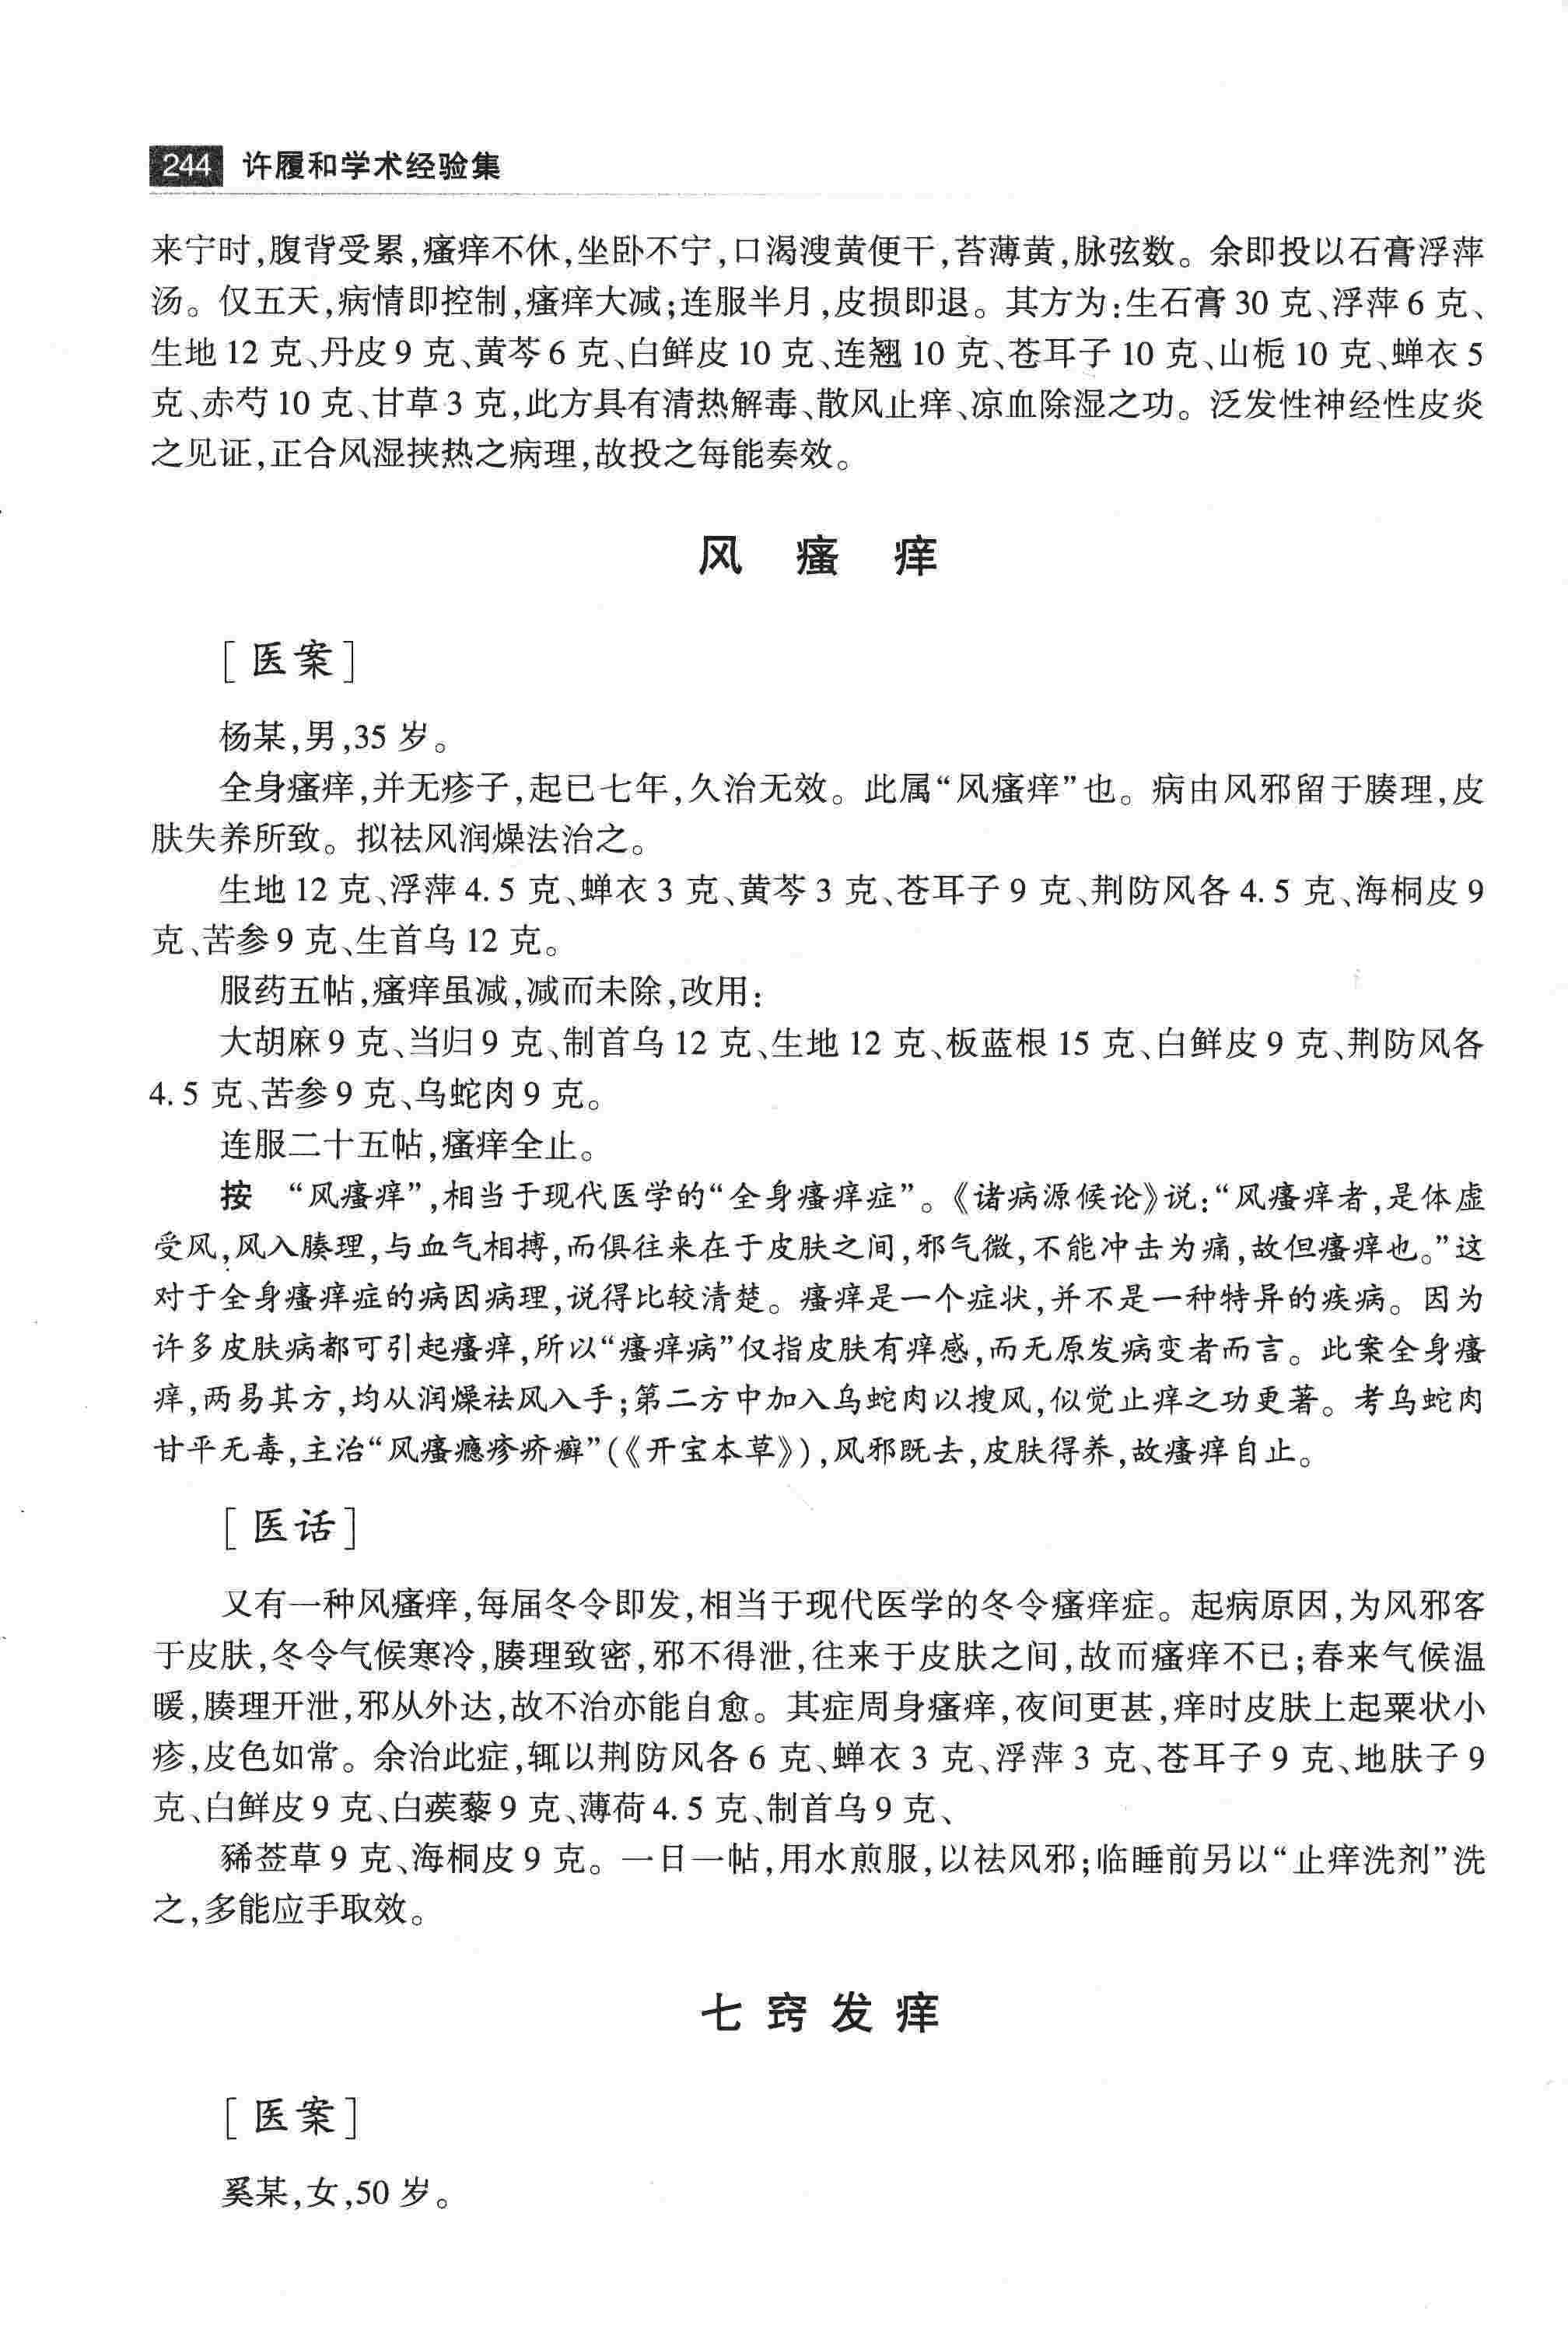 244 许履和学术经验集
来宁时,腹背受累,瘙痒不休,坐卧不宁,口渴溲黄便干,苔薄黄,脉弦数。余即投以石膏浮萍
汤。仅五天,病情即控制,瘙痒大减;连服半月,皮损即退。其方为:生石膏 30 克、浮萍 6 克、
生地 12 克、丹皮 9 克、黄芩 6 克、白鲜皮 10 克、连翘 10 克、苍耳子 10 克、山栀 10 克、蝉衣 5
克、赤芍 10 克、甘草 3 克,此方具有清热解毒、散风止痒、凉血除湿之功。泛发性神经性皮炎
之见证,正合风湿挟热之病理,故投之每能奏效。
风 瘙 痒
[医案]
杨某,男,35 岁。
全身瘙痒,并无疹子,起已七年,久治无效。此属“风瘙痒”也。病由风邪留于腠理,皮
肤失养所致。拟祛风润燥法治之。
生地 12 克、浮萍 4.5 克、蝉衣 3 克、黄芩 3 克、苍耳子 9 克、荆防风各 4.5 克、海桐皮 9
克、苦参 9 克、生首乌 12 克。
服药五帖,瘙痒虽减,减而未除,改用:
大胡麻 9 克、当归 9 克、制首乌 12 克、生地 12 克、板蓝根 15 克、白鲜皮 9 克、荆防风各
4.5 克、苦参 9 克、乌蛇肉 9 克。
连服二十五帖,瘙痒全止。
按 “风瘙痒”,相当于现代医学的“全身瘙痒症”。《诸病源候论》说:“风瘙痒者,是体虚
受风,风入腠理,与血气相搏,而俱往来在于皮肤之间,邪气微,不能冲击为痛,故但瘙痒也。”这
对于全身瘙痒症的病因病理,说得比较清楚。瘙痒是一个症状,并不是一种特异的疾病。因为
许多皮肤病都可引起瘙痒,所以“瘙痒病”仅指皮肤有痒感,而无原发病变者而言。此案全身瘙
痒,两易其方,均从润燥祛风入手;第二方中加入乌蛇肉以搜风,似觉止痒之功更著。考乌蛇肉
甘平无毒,主治“风瘙瘾疹疥癣”(《开宝本草》),风邪既去,皮肤得养,故瘙痒自止。
[医话]
又有一种风瘙痒,每届冬令即发,相当于现代医学的冬令瘙痒症。起病原因,为风邪客
于皮肤,冬令气候寒冷,腠理致密,邪不得泄,往来于皮肤之间,故而瘙痒不已;春来气候温
暖,腠理开泄,邪从外达,故不治亦能自愈。其症周身瘙痒,夜间更甚,痒时皮肤上起粟状小
疹,皮色如常。余治此症,辄以荆防风各 6 克、蝉衣 3 克、浮萍 3 克、苍耳子 9 克、地肤子 9
克、白鲜皮 9 克、白蒺藜 9 克、薄荷 4.5 克、制首乌 9 克、
豨莶草 9 克、海桐皮 9 克。一日一帖,用水煎服,以祛风邪;临睡前另以“止痒洗剂”洗
之,多能应手取效。
七 窍 发 痒
[医案]
奚某,女,50 岁。